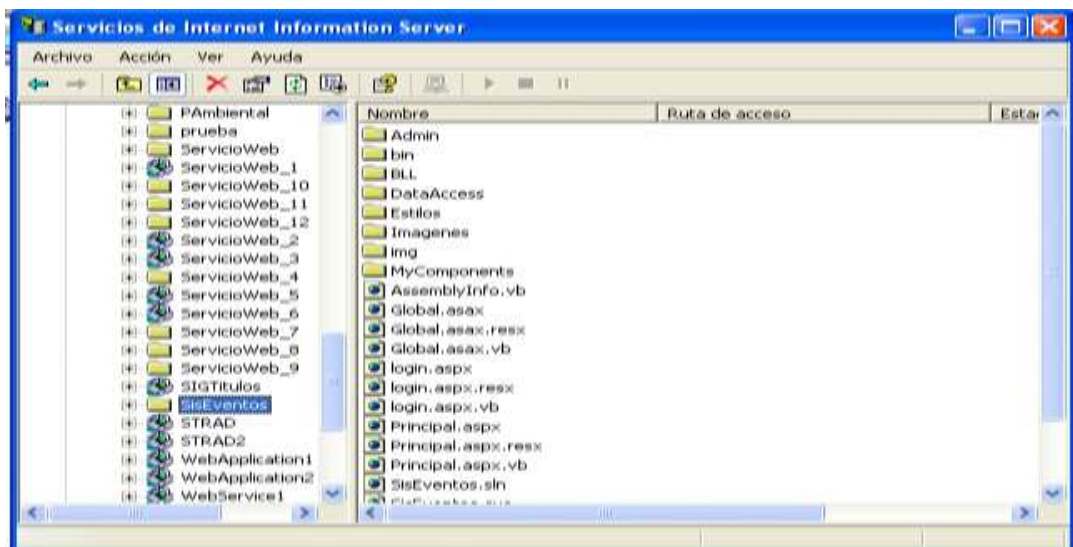 Servicios de Internet Information Server
Archivo Acción Ver Ayuda
PAmbiental
prueba
ServicioWeb
ServicioWeb_1
ServicioWeb_10
ServicioWeb_11
ServicioWeb_12
ServicioWeb_2
ServicioWeb_3
ServicioWeb_4
ServicioWeb_5
ServicioWeb_6
ServicioWeb_7
ServicioWeb_8
ServicioWeb_9
SIGTitulos
SisEventos
STRAD
STRAD2
WebApplication1
WebApplication2
WebService1
Nombre Ruta de acceso
Admin
bin
BLL
DataAccess
Estilos
Imagenes
img
MyComponents
AssemblyInfo.vb
Global.asax
Global.asax.resx
Global.asax.vb
login.aspx
login.aspx.resx
login.aspx.vb
Principal.aspx
Principal.aspx.resx
Principal.aspx.vb
SisEventos.sln